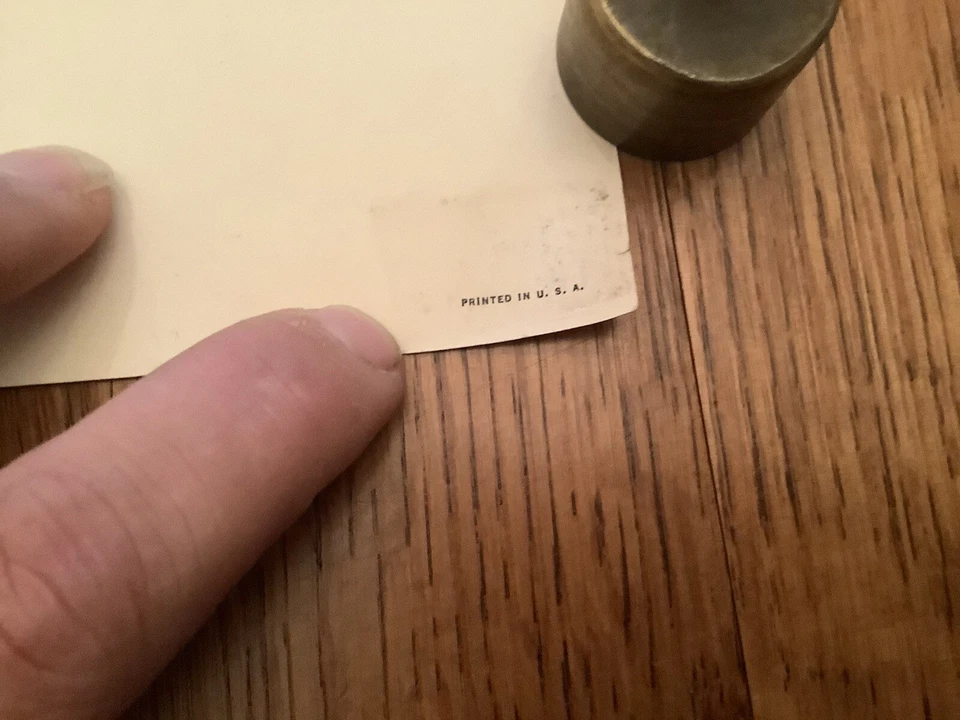 PRINTED IN U. S. A.